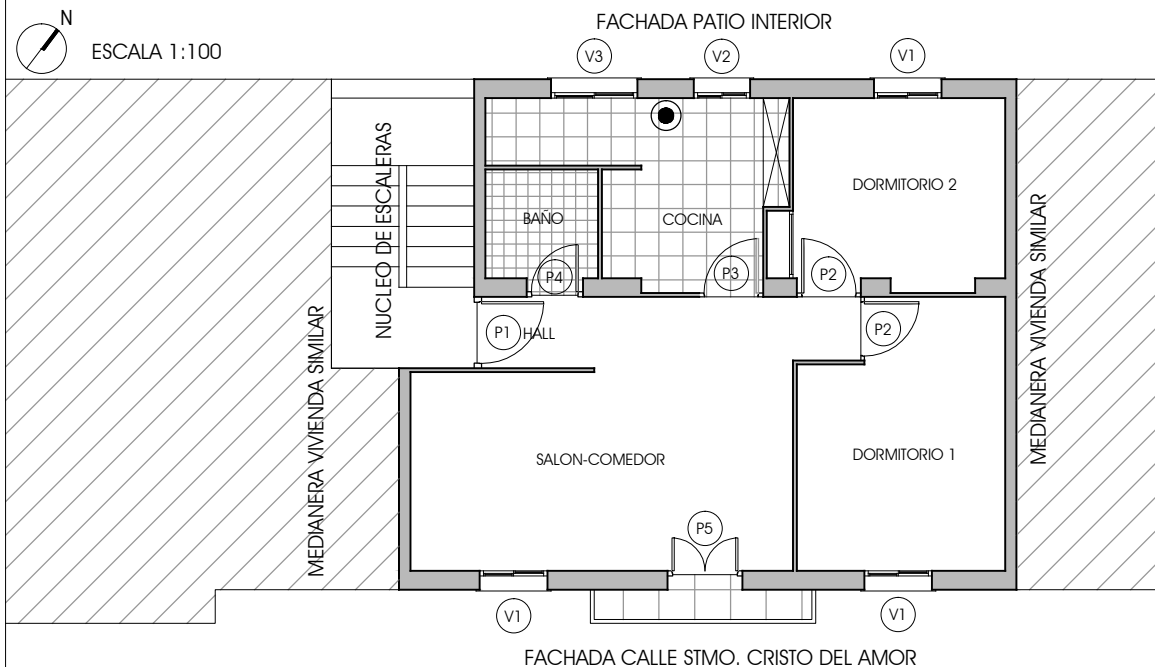 N
ESCALA 1:100
FACHADA PATIO INTERIOR
V3
V2
V1
NUCLEO DE ESCALERAS
DORMITORIO 2
BAÑO
COCINA
P4
P3
P2
P1
HALL
P2
MEDIANERA VIVIENDA SIMILAR
MEDIANERA VIVIENDA SIMILAR
SALON-COMEDOR
DORMITORIO 1
P5
V1
V1
FACHADA CALLE STMO. CRISTO DEL AMOR